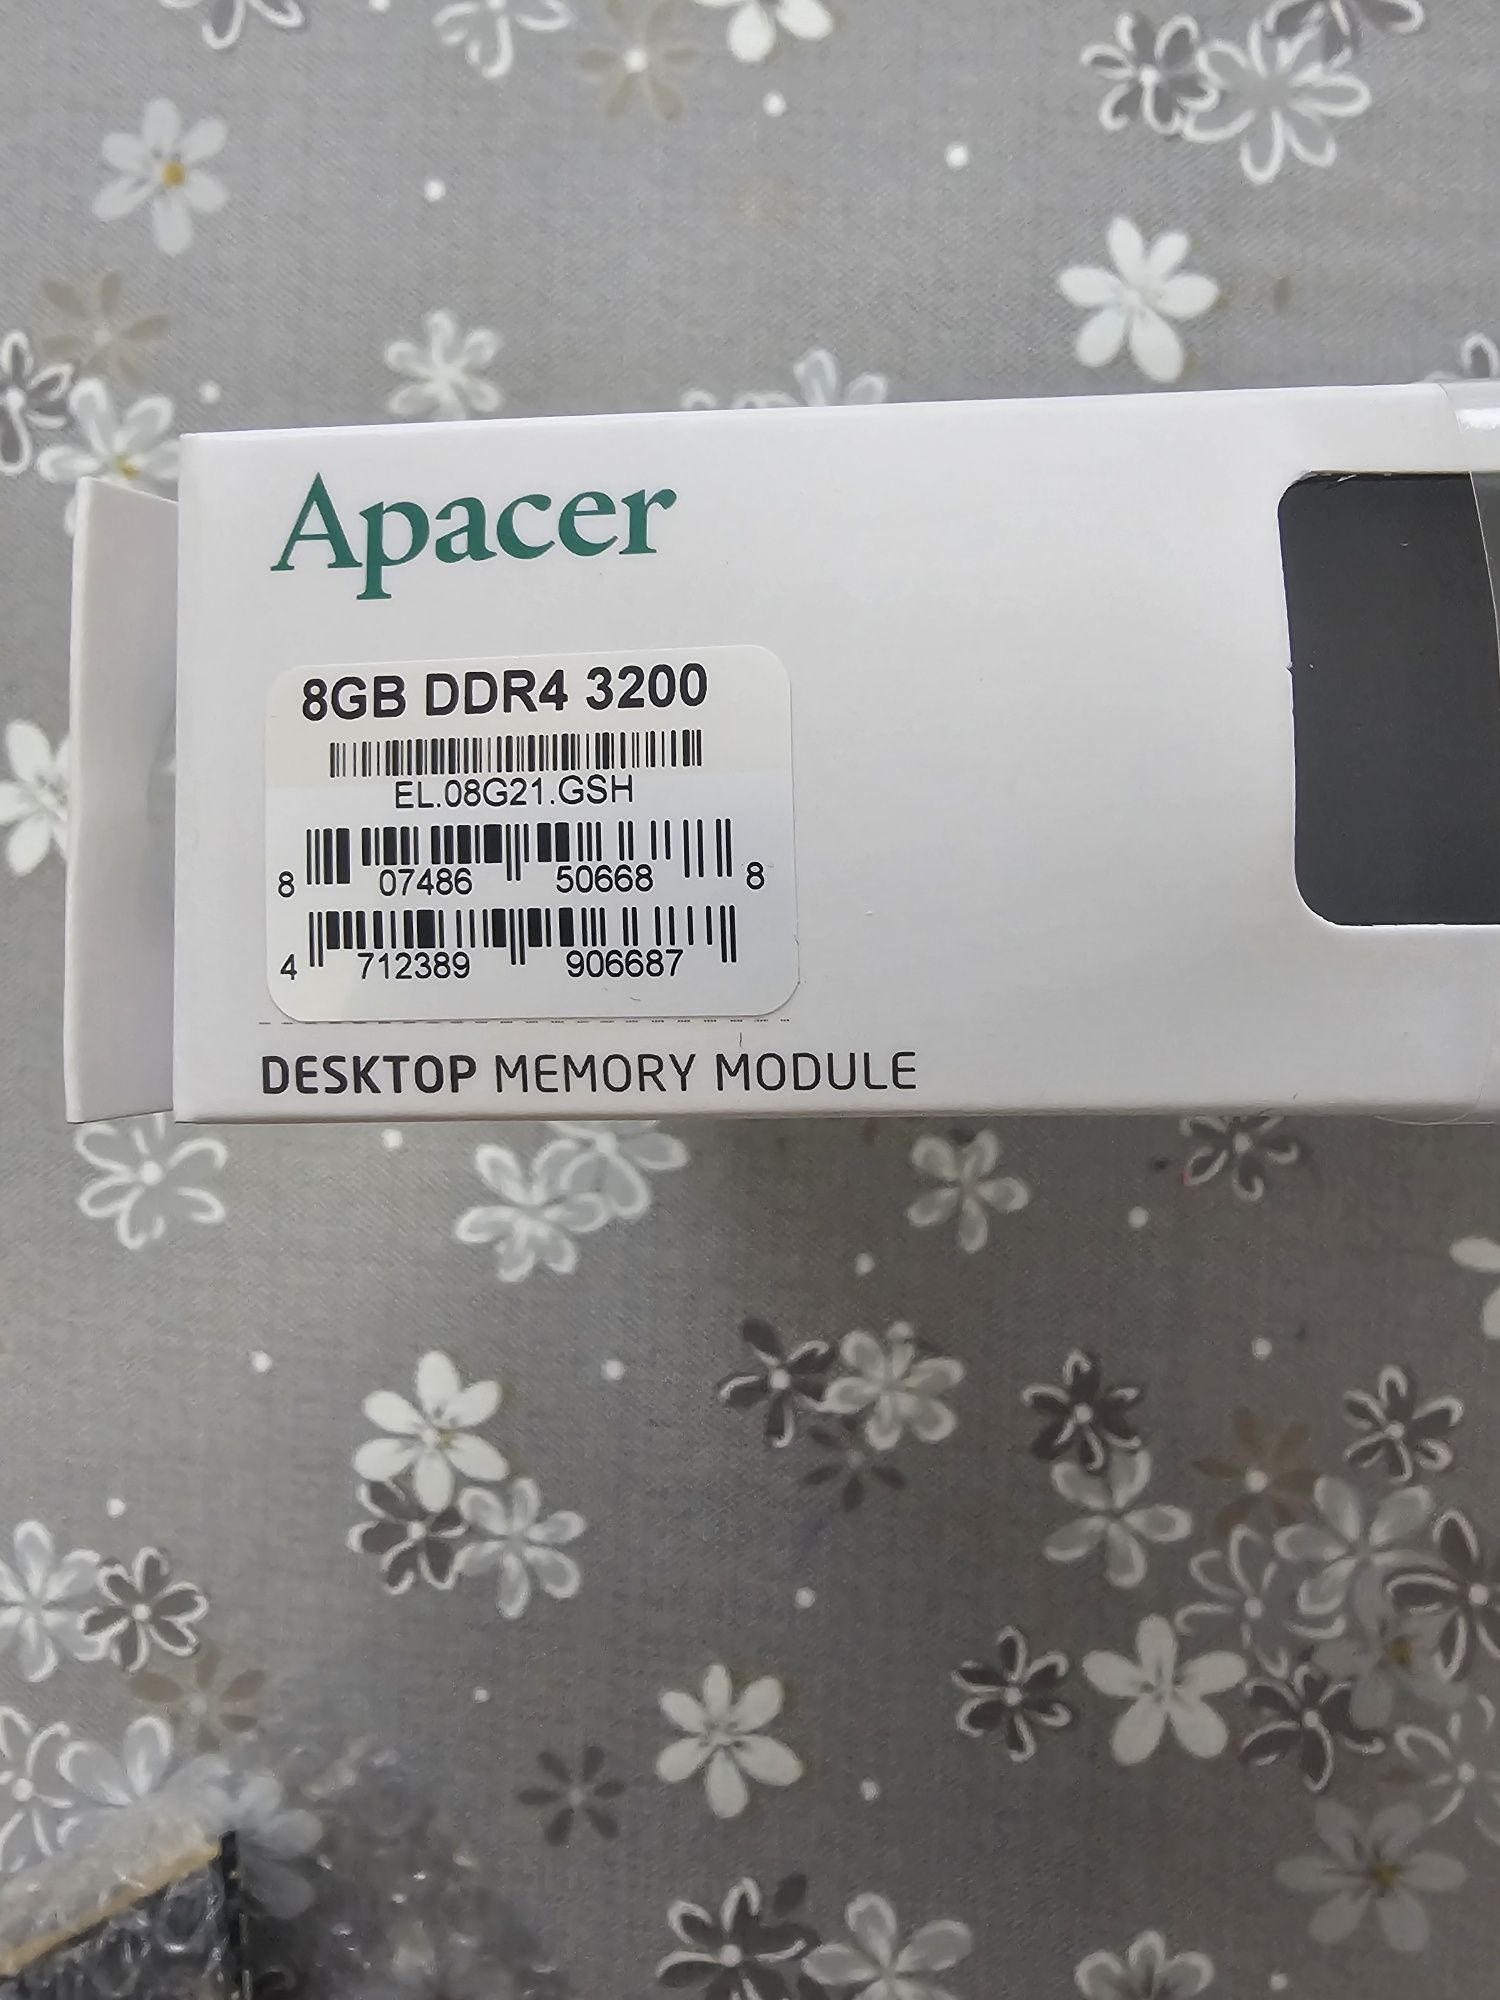 Apacer
8GB DDR4 3200
EL.08G21.GSH
8 07486 50668 8
4 712389 906687
DESKTOP MEMORY MODULE